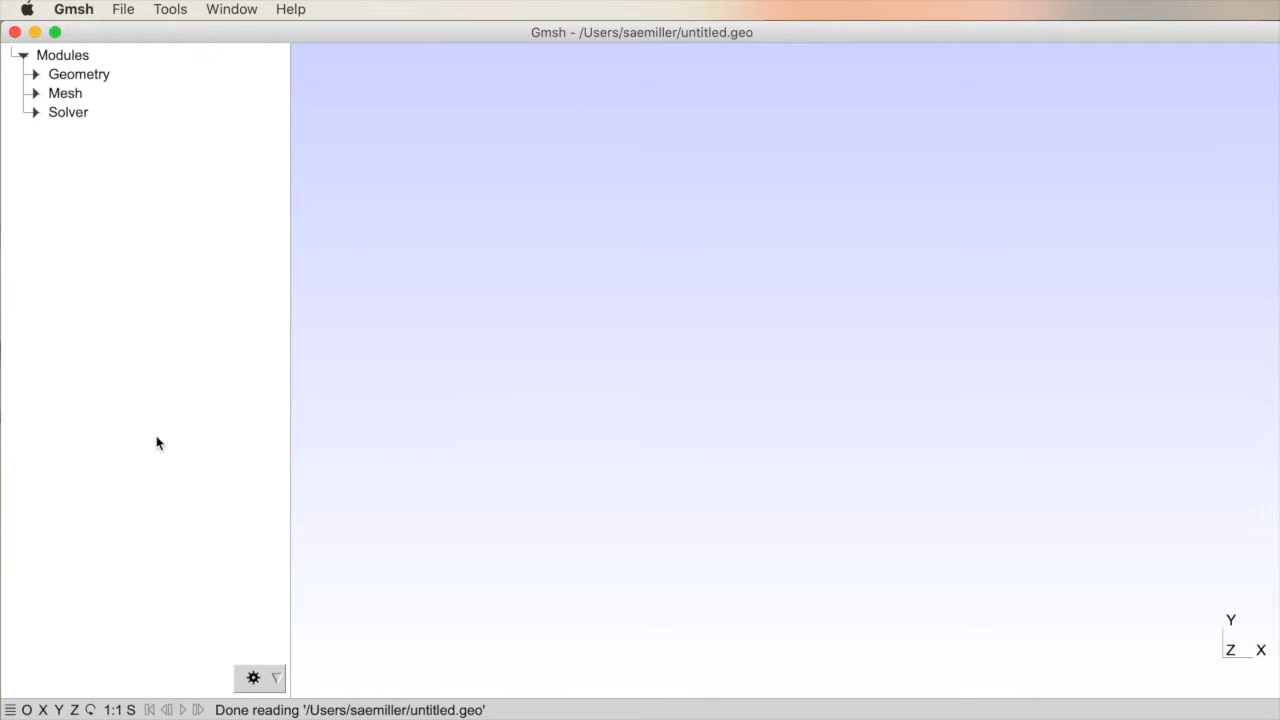 Gmsh File Tools Window Help
Gmsh - /Users/saemiller/untitled.geo
Modules
Geometry
Mesh
Solver
Y
Z X
O X Y Z 1:1 S Done reading '/Users/saemiller/untitled.geo'